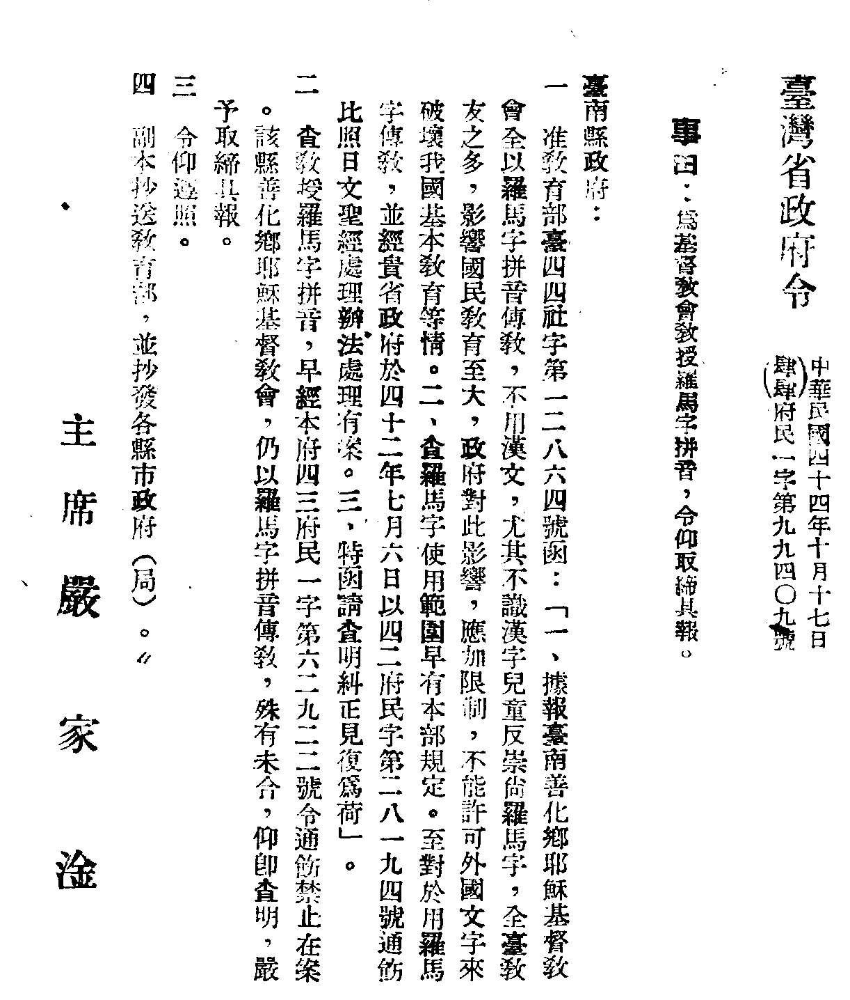 臺灣省政府令
中華民國四十四年十月十七日
(肆肆)府民一字第九九四〇九號
事由：爲基督教會教授羅馬字拼音，令仰取締具報。
臺南縣政府：
一　准教育部臺四四社字第一二八六四號函：「一、據報臺南善化鄉耶穌基督教
會全以羅馬字拼音傳教，不用漢文，尤其不識漢字兒童反崇尙羅馬字，全臺教
友之多，影響國民教育至大，政府對此影響，應加限制，不能許可外國文字來
破壞我國基本教育等情。二、查羅馬字使用範圍早有本部規定。至對於用羅馬
字傳教，並經貴省政府於四十二年七月六日以四二府民字第二八一九四號通飭
比照日文聖經處理辦法處理有案。三、特函請查明糾正見復爲荷」。
二　查教授羅馬字拼音，早經本府四三府民一字第六二九二二號令通飭禁止在案
。該縣善化鄉耶穌基督教會，仍以羅馬字拼音傳教，殊有未合，仰卽查明，嚴
予取締具報。
三　令仰遵照。
四　副本抄送教育部，並抄發各縣市政府（局）。〃
主席嚴家淦